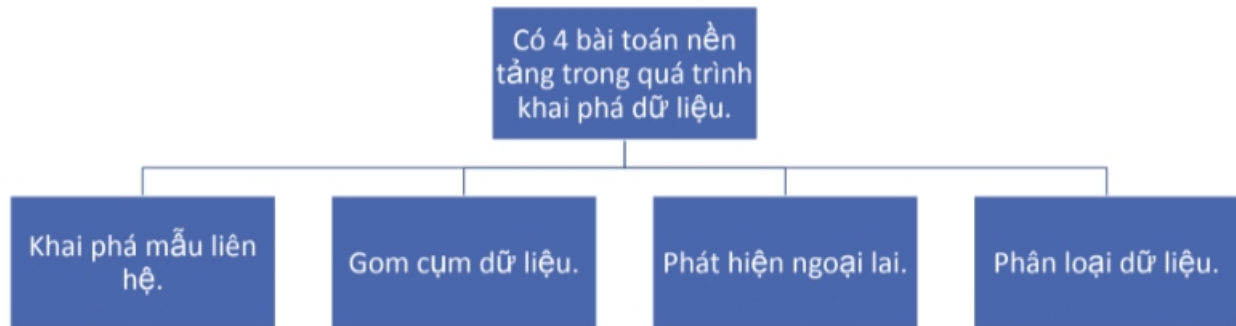 Có 4 bài toán nền
tảng trong quá trình
khai phá dữ liệu.
Khai phá mẫu liên
hệ.
Gom cụm dữ liệu.
Phát hiện ngoại lai.
Phân loại dữ liệu.